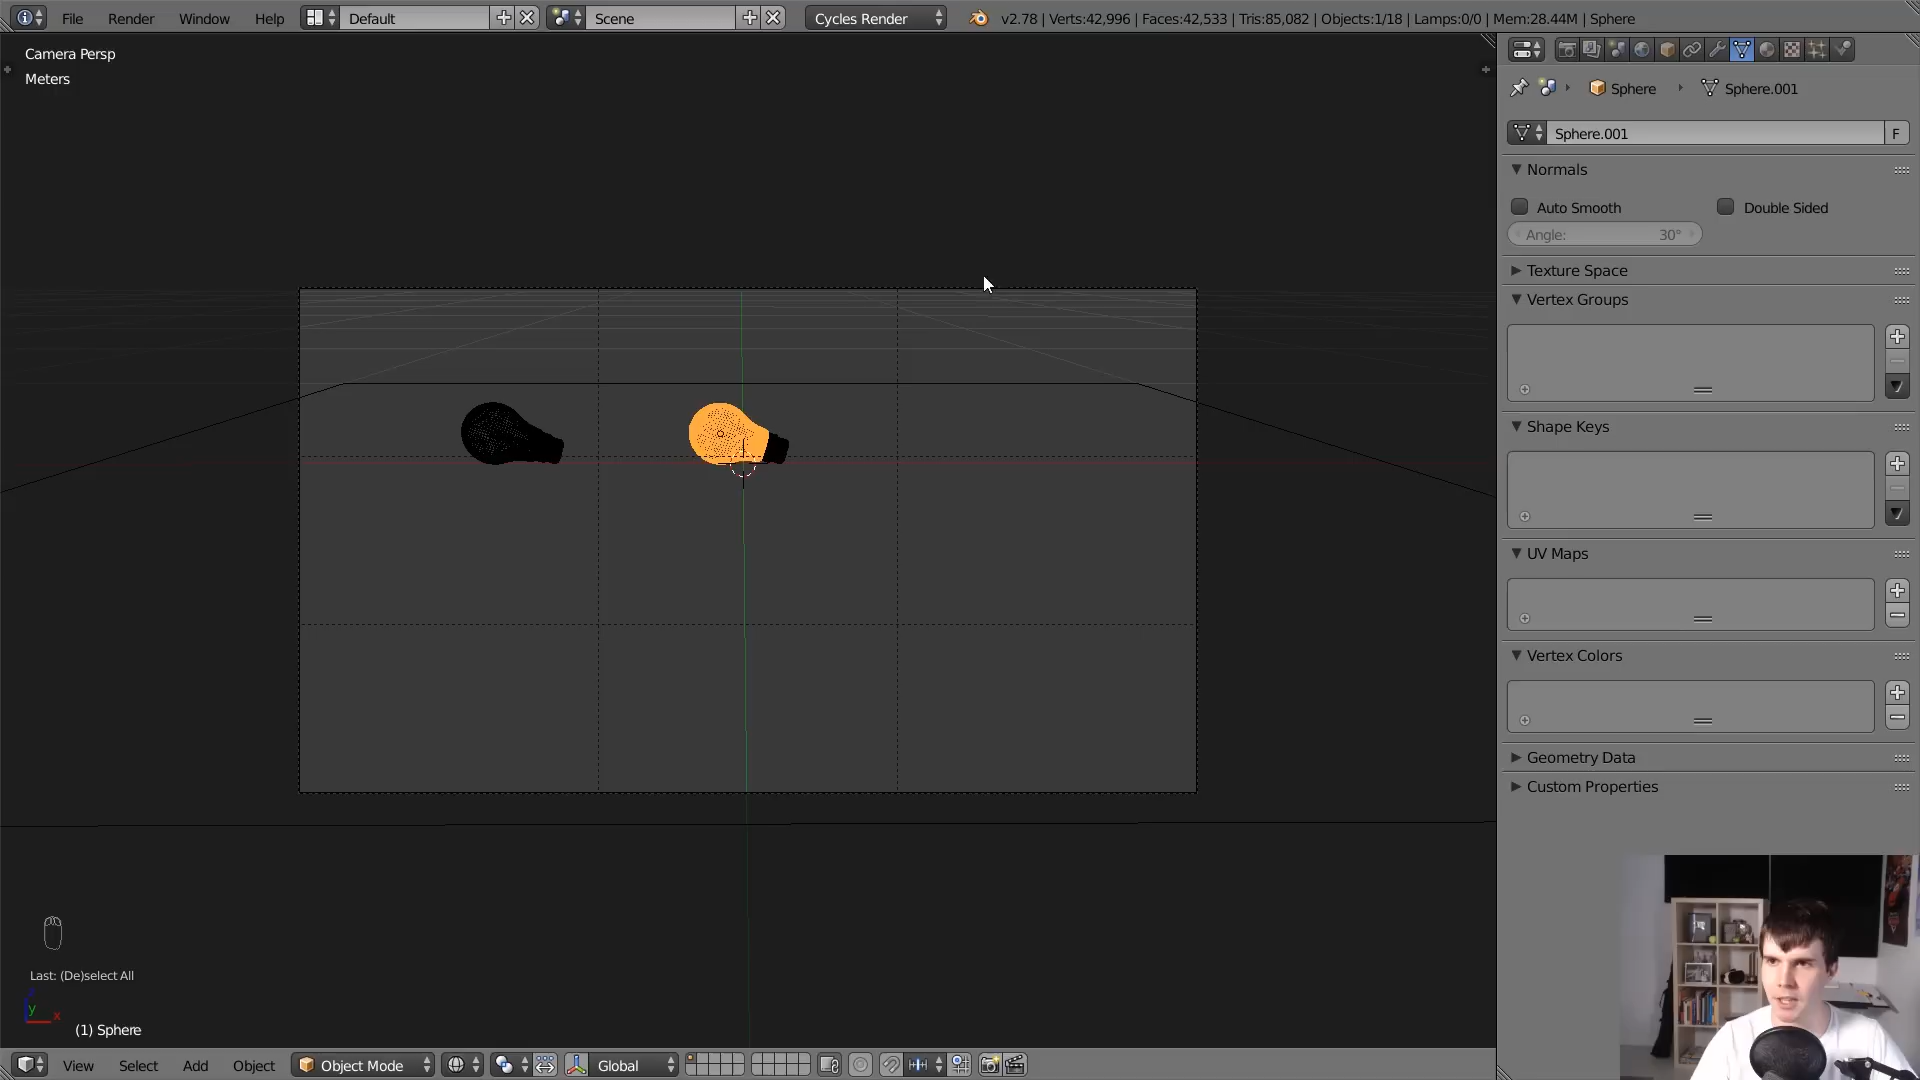 File Render Window Help Default Scene Cycles Render v2.78 | Verts:42,996 | Faces:42,533 | Tris:85,082 | Objects:1/18 | Lamps:0/0 | Mem:28.44M | Sphere
Camera Persp
Meters
Sphere Sphere.001
Sphere.001 F
Normals
Auto Smooth Double Sided
Angle: 30°
Texture Space
Vertex Groups
Shape Keys
UV Maps
Vertex Colors
Geometry Data
Custom Properties
Last: (De)select All
y x
(1) Sphere
View Select Add Object Object Mode Global